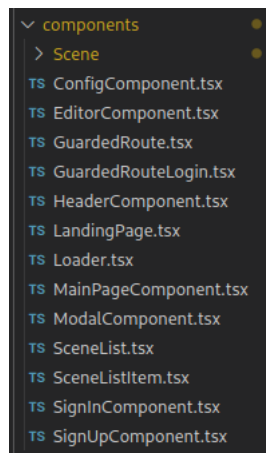 components
Scene
TS ConfigComponent.tsx
TS EditorComponent.tsx
TS GuardedRoute.tsx
TS GuardedRouteLogin.tsx
TS HeaderComponent.tsx
TS LandingPage.tsx
TS Loader.tsx
TS MainPageComponent.tsx
TS ModalComponent.tsx
TS SceneList.tsx
TS SceneListItem.tsx
TS SignInComponent.tsx
TS SignUpComponent.tsx